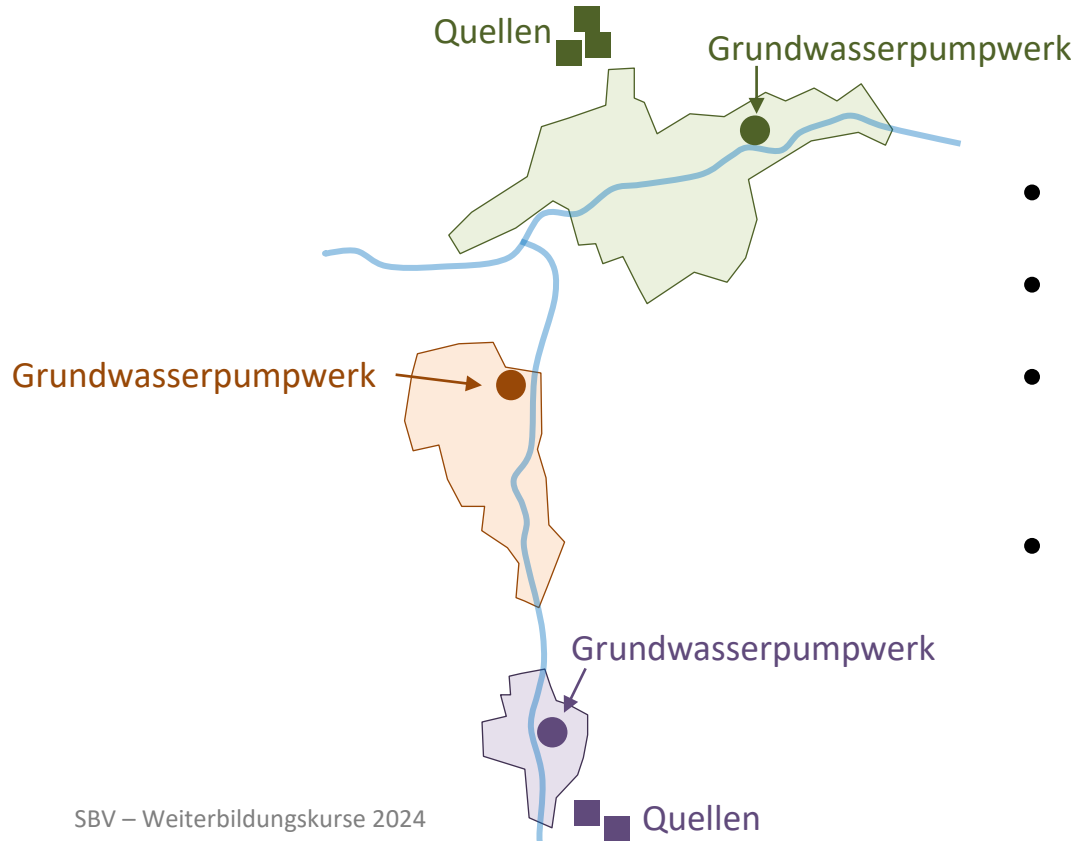 Quellen
Grundwasserpumpwerk
Grundwasserpumpwerk
Grundwasserpumpwerk
Quellen
SBV – Weiterbildungskurse 2024